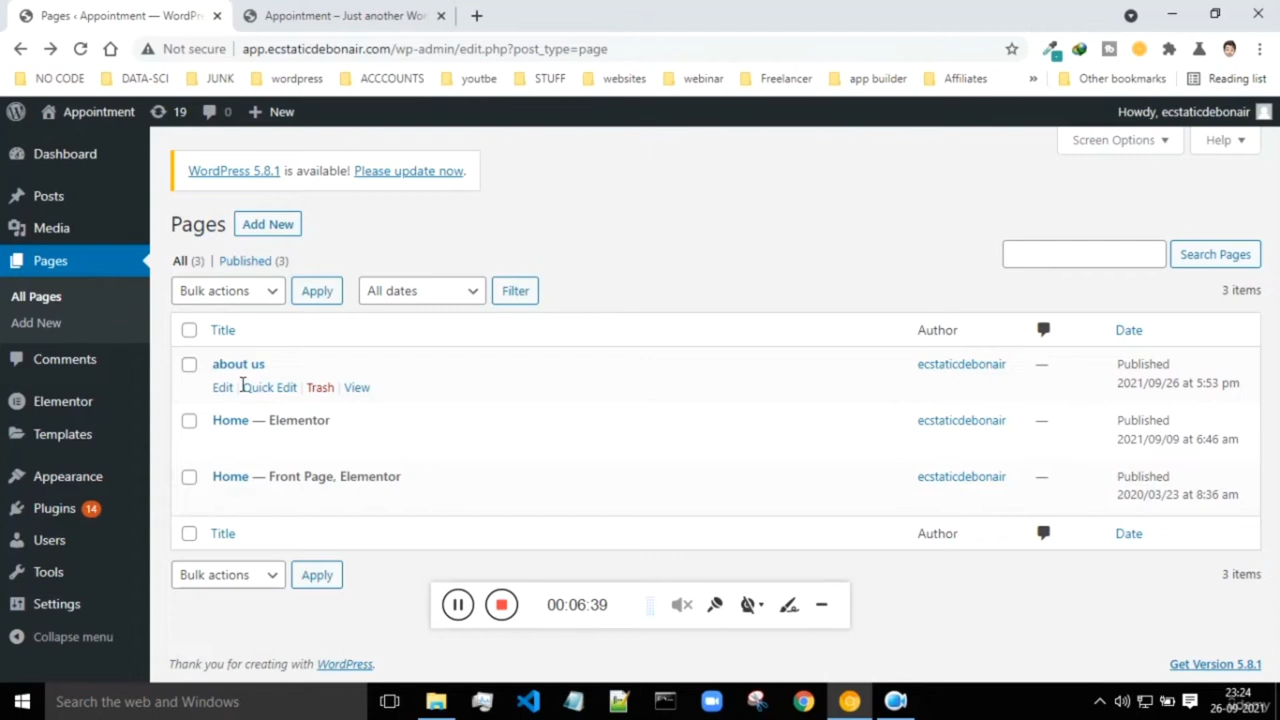 Pages ‹ Appointment — WordPr
Appointment – Just another Wo
Not secure
app.ecstaticdebonair.com/wp-admin/edit.php?post_type=page
NO CODE
DATA-SCI
JUNK
wordpress
ACCCOUNTS
youtbe
STUFF
websites
webinar
Freelancer
app builder
Affiliates
»
Other bookmarks
Reading list
Appointment
19
0
New
Howdy, ecstaticdebonair
Screen Options
Help
Dashboard
Posts
Media
Pages
All Pages
Add New
Comments
Elementor
Templates
Appearance
Plugins 14
Users
Tools
Settings
Collapse menu
WordPress 5.8.1 is available! Please update now.
Pages Add New
All (3) | Published (3)
Search Pages
Bulk actions
Apply
All dates
Filter
3 items
Title
Author
Date
about us
ecstaticdebonair
—
Published
2021/09/26 at 5:53 pm
Edit | Quick Edit | Trash | View
Home — Elementor
ecstaticdebonair
—
Published
2021/09/09 at 6:46 am
Home — Front Page, Elementor
ecstaticdebonair
—
Published
2020/03/23 at 8:36 am
Title
Author
Date
Bulk actions
Apply
3 items
00:06:39
Thank you for creating with WordPress.
Get Version 5.8.1
Search the web and Windows
23:24
26-09-2021